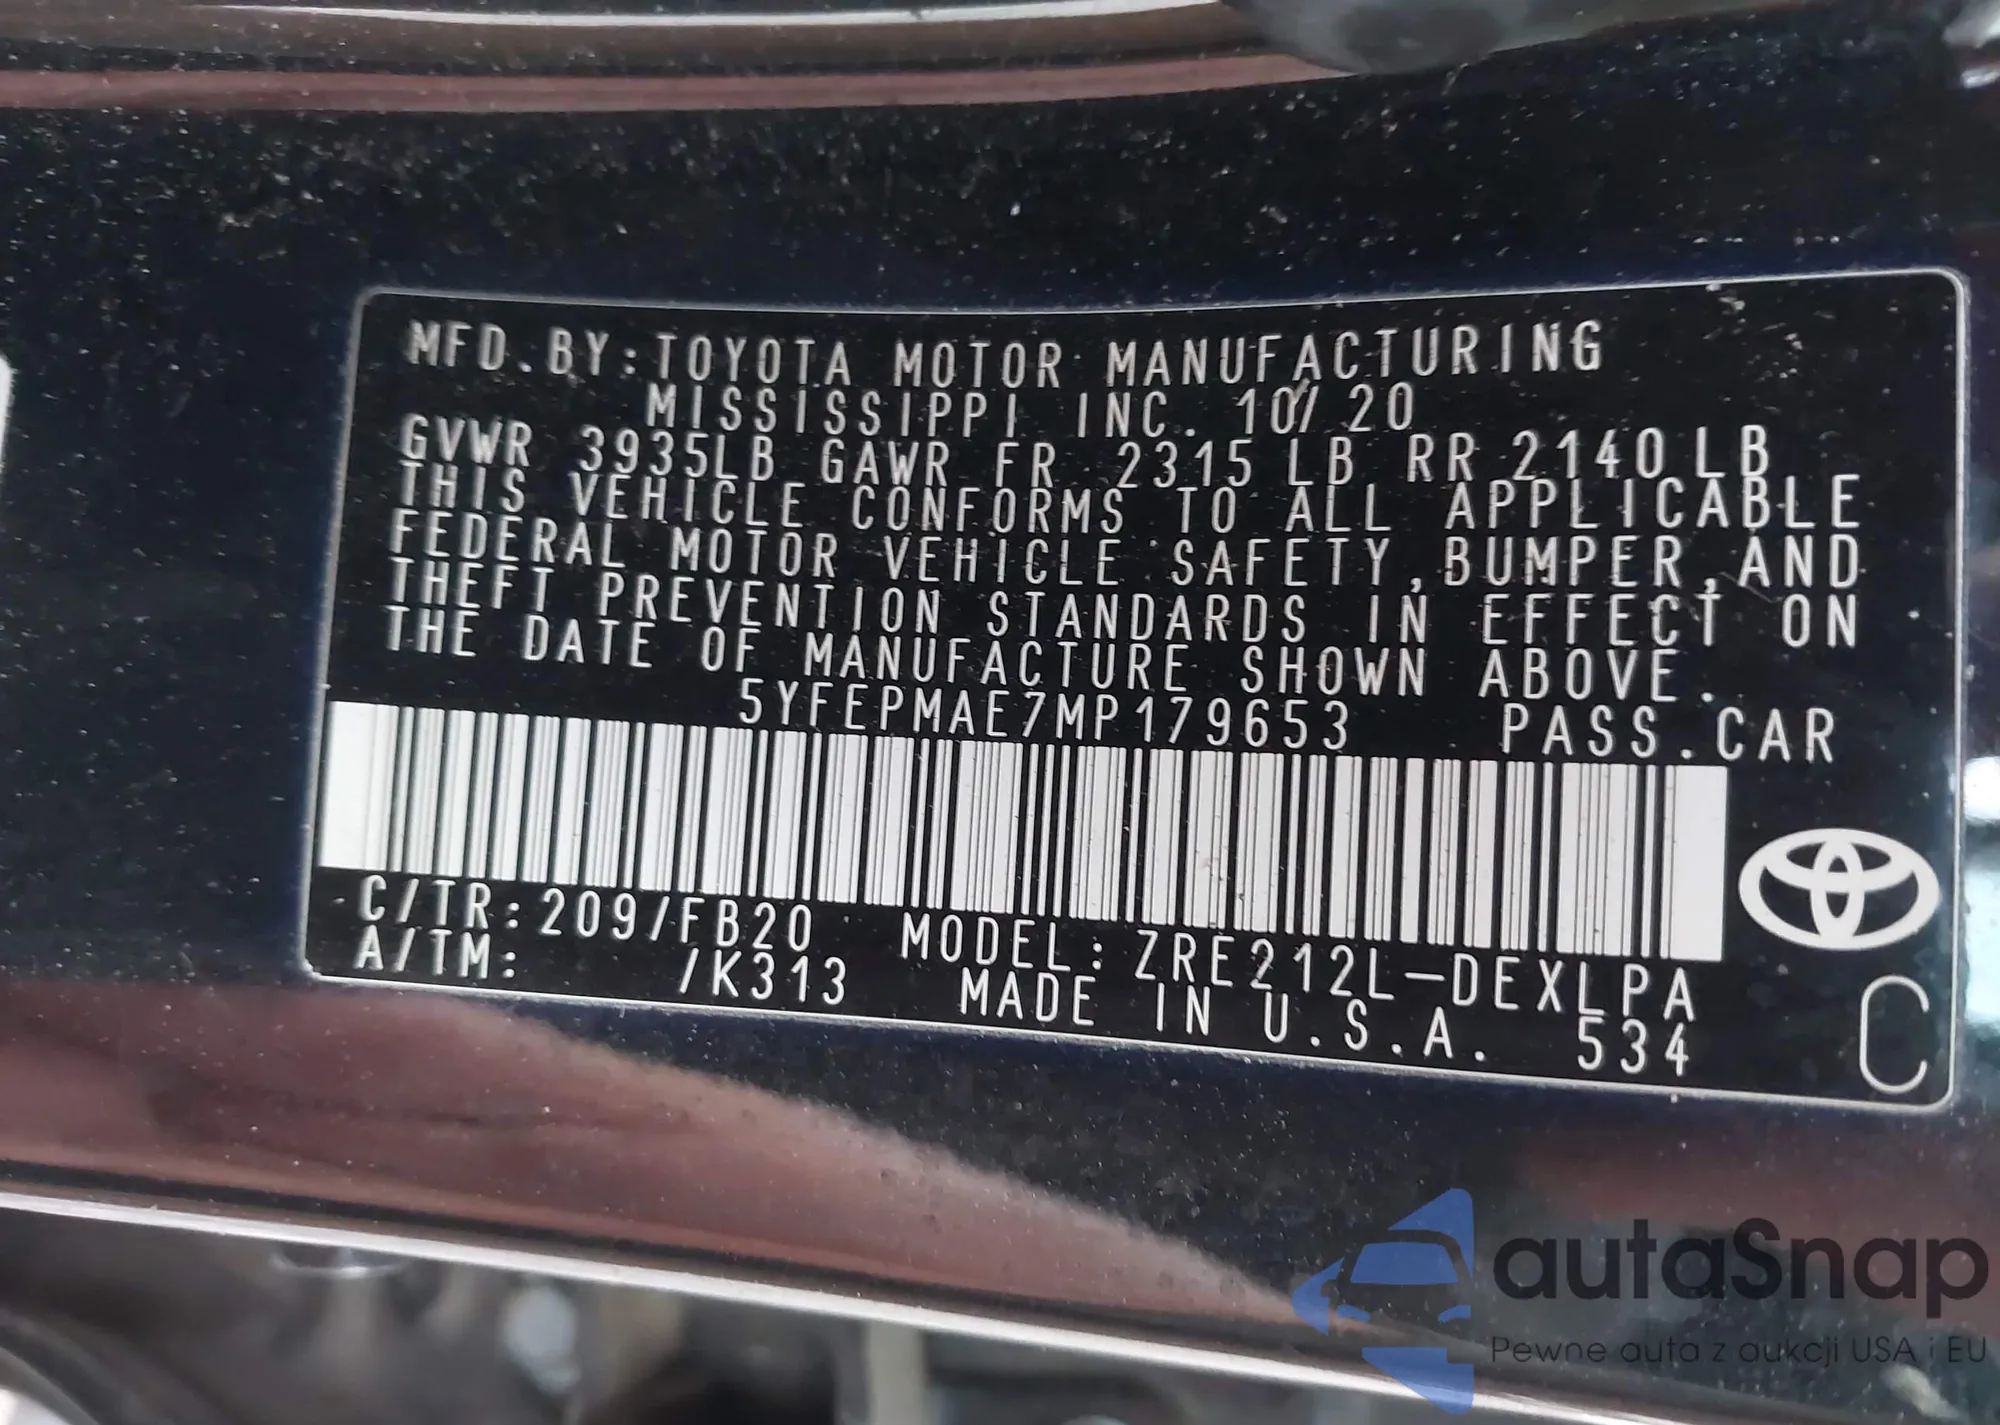 MFD.BY:TOYOTA MOTOR MANUFACTURING
MISSISSIPPI INC. 10/20
GVWR 3935LB GAWR FR 2315 LB RR 2140 LB
THIS VEHICLE CONFORMS TO ALL APPLICABLE
FEDERAL MOTOR VEHICLE SAFETY,BUMPER,AND
THEFT PREVENTION STANDARDS IN EFFECT ON
THE DATE OF MANUFACTURE SHOWN ABOVE.
5YFEPMAE7MP179653 PASS.CAR
C/TR:209/FB20 MODEL:ZRE212L-DEXLPA
A/TM: /K313 MADE IN U.S.A. 534
C
autaSnap
Pewne auta z aukcji USA i EU